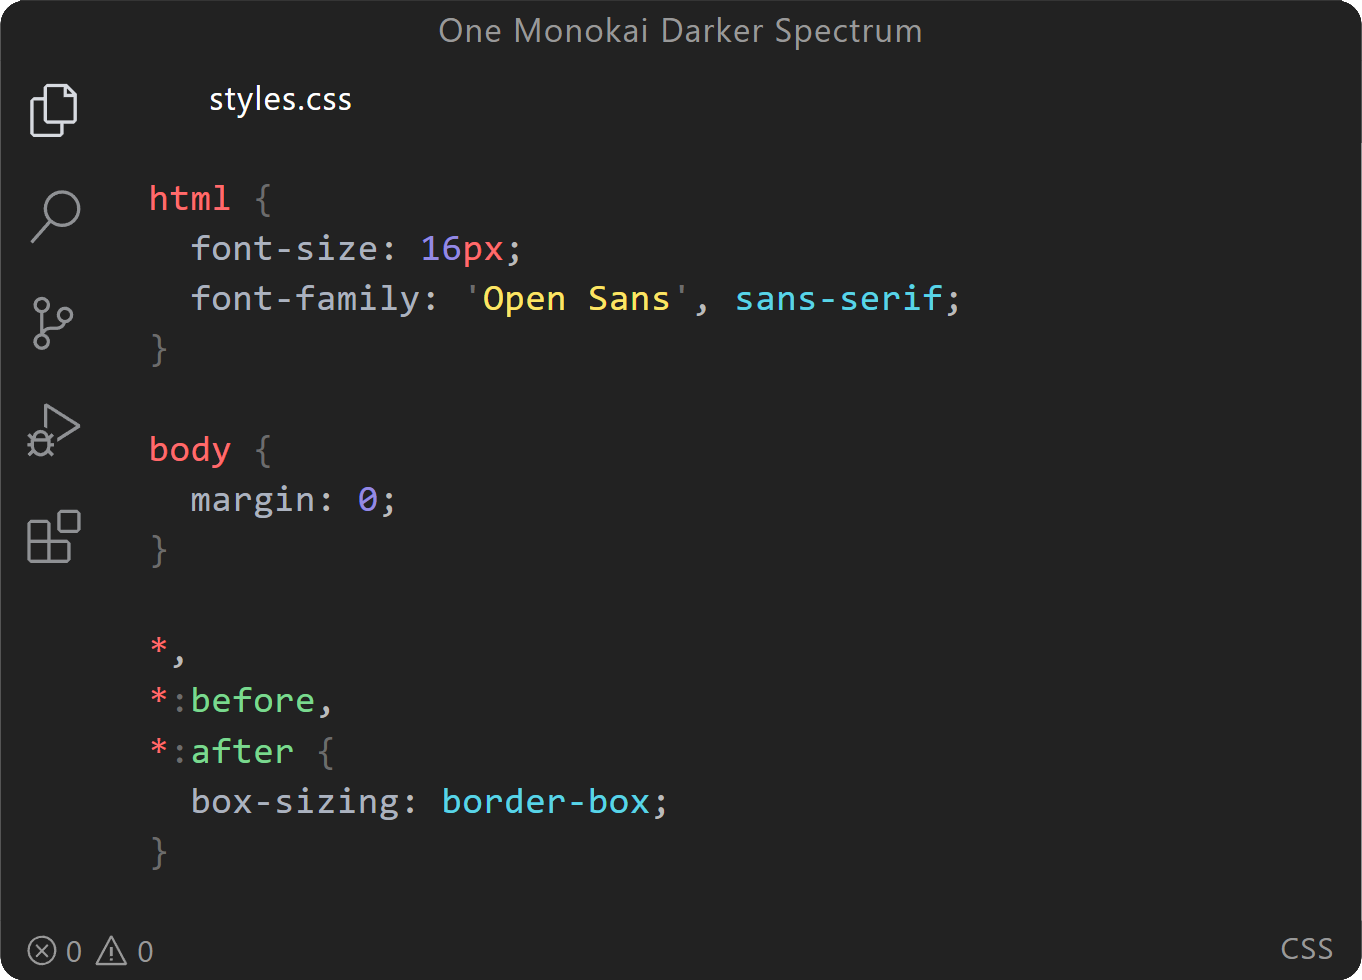 One Monokai Darker Spectrum
styles.css
html {
  font-size: 16px;
  font-family: 'Open Sans', sans-serif;
}
body {
  margin: 0;
}
*,
*:before,
*:after {
  box-sizing: border-box;
}
0 0 CSS